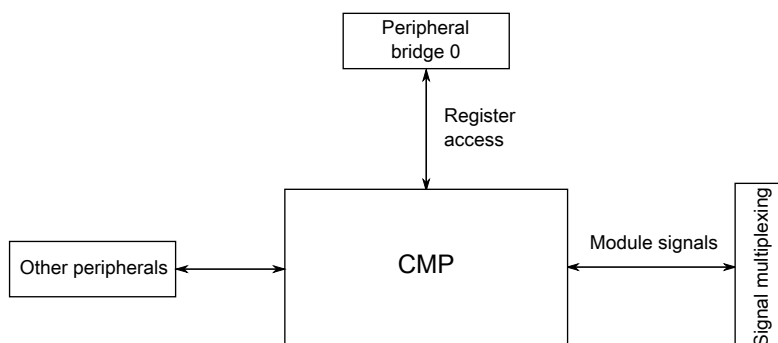 Peripheral
bridge 0
Register
access
Other peripherals
CMP
Module signals
Signal multiplexing